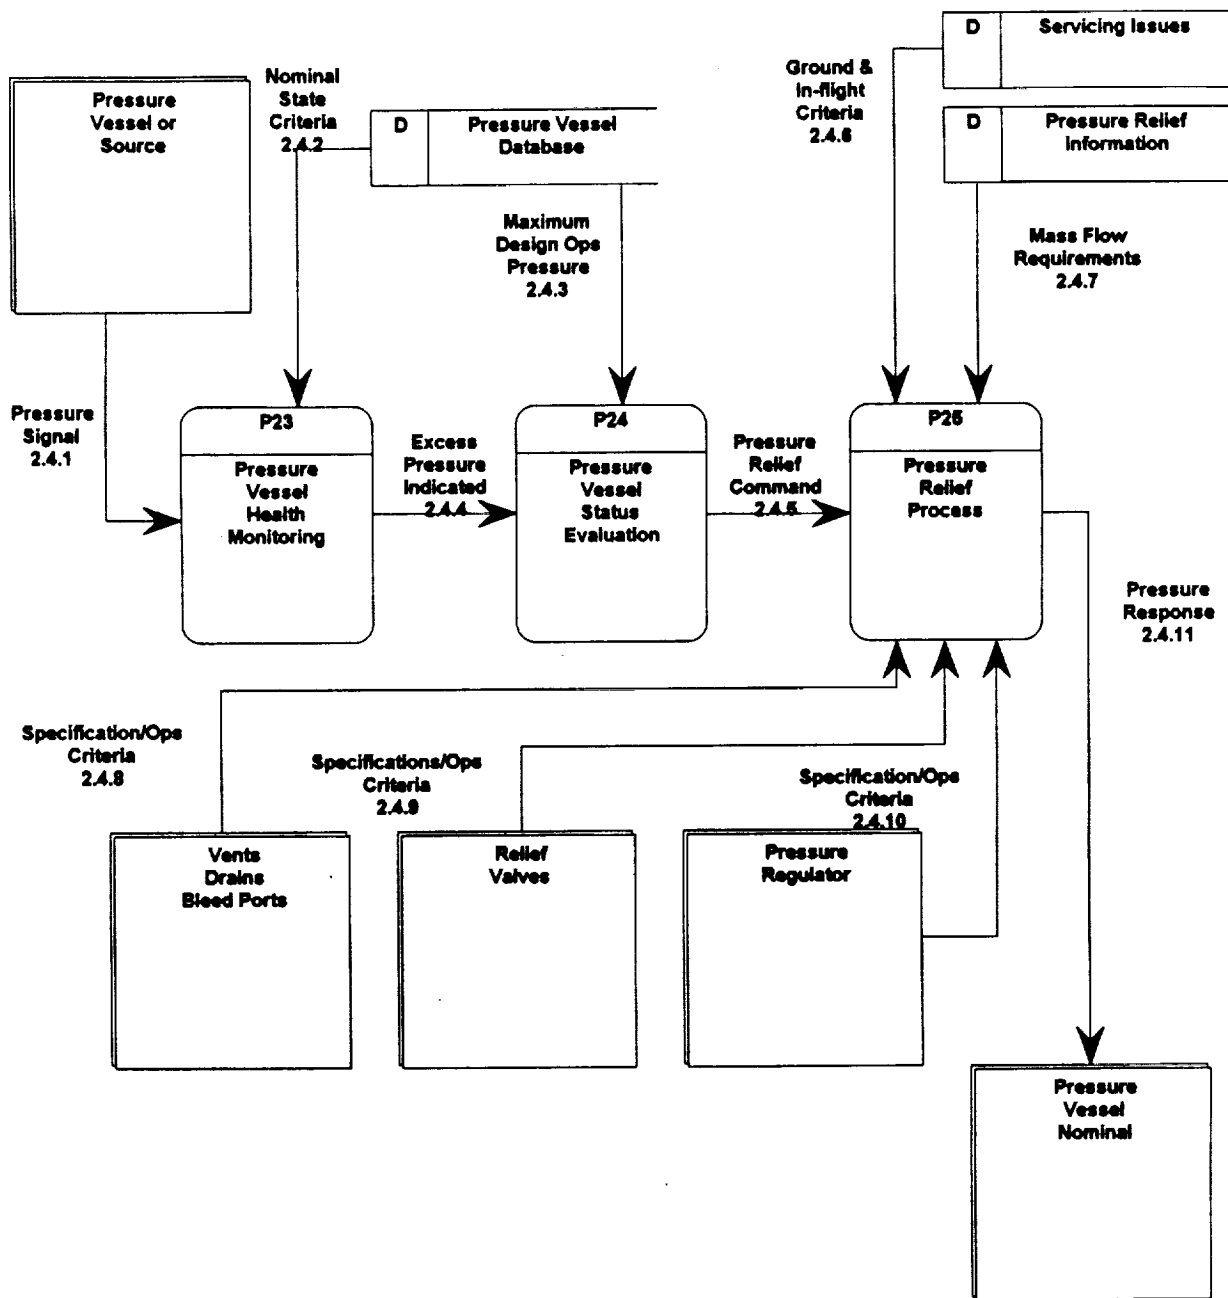 D
Servicing Issues
Ground &
In-flight
Criteria
2.4.6
Nominal
State
Criteria
2.4.2
Pressure
Vessel or
Source
D
Pressure Vessel
Database
D
Pressure Relief
Information
Maximum
Design Ops
Pressure
2.4.3
Mass Flow
Requirements
2.4.7
Pressure
Signal
2.4.1
P23
Pressure
Vessel
Health
Monitoring
Excess
Pressure
Indicated
2.4.4
P24
Pressure
Vessel
Status
Evaluation
Pressure
Relief
Command
2.4.5
P25
Pressure
Relief
Process
Pressure
Response
2.4.11
Specification/Ops
Criteria
2.4.8
Specifications/Ops
Criteria
2.4.9
Specification/Ops
Criteria
2.4.10
Vents
Drains
Bleed Ports
Relief
Valves
Pressure
Regulator
Pressure
Vessel
Nominal